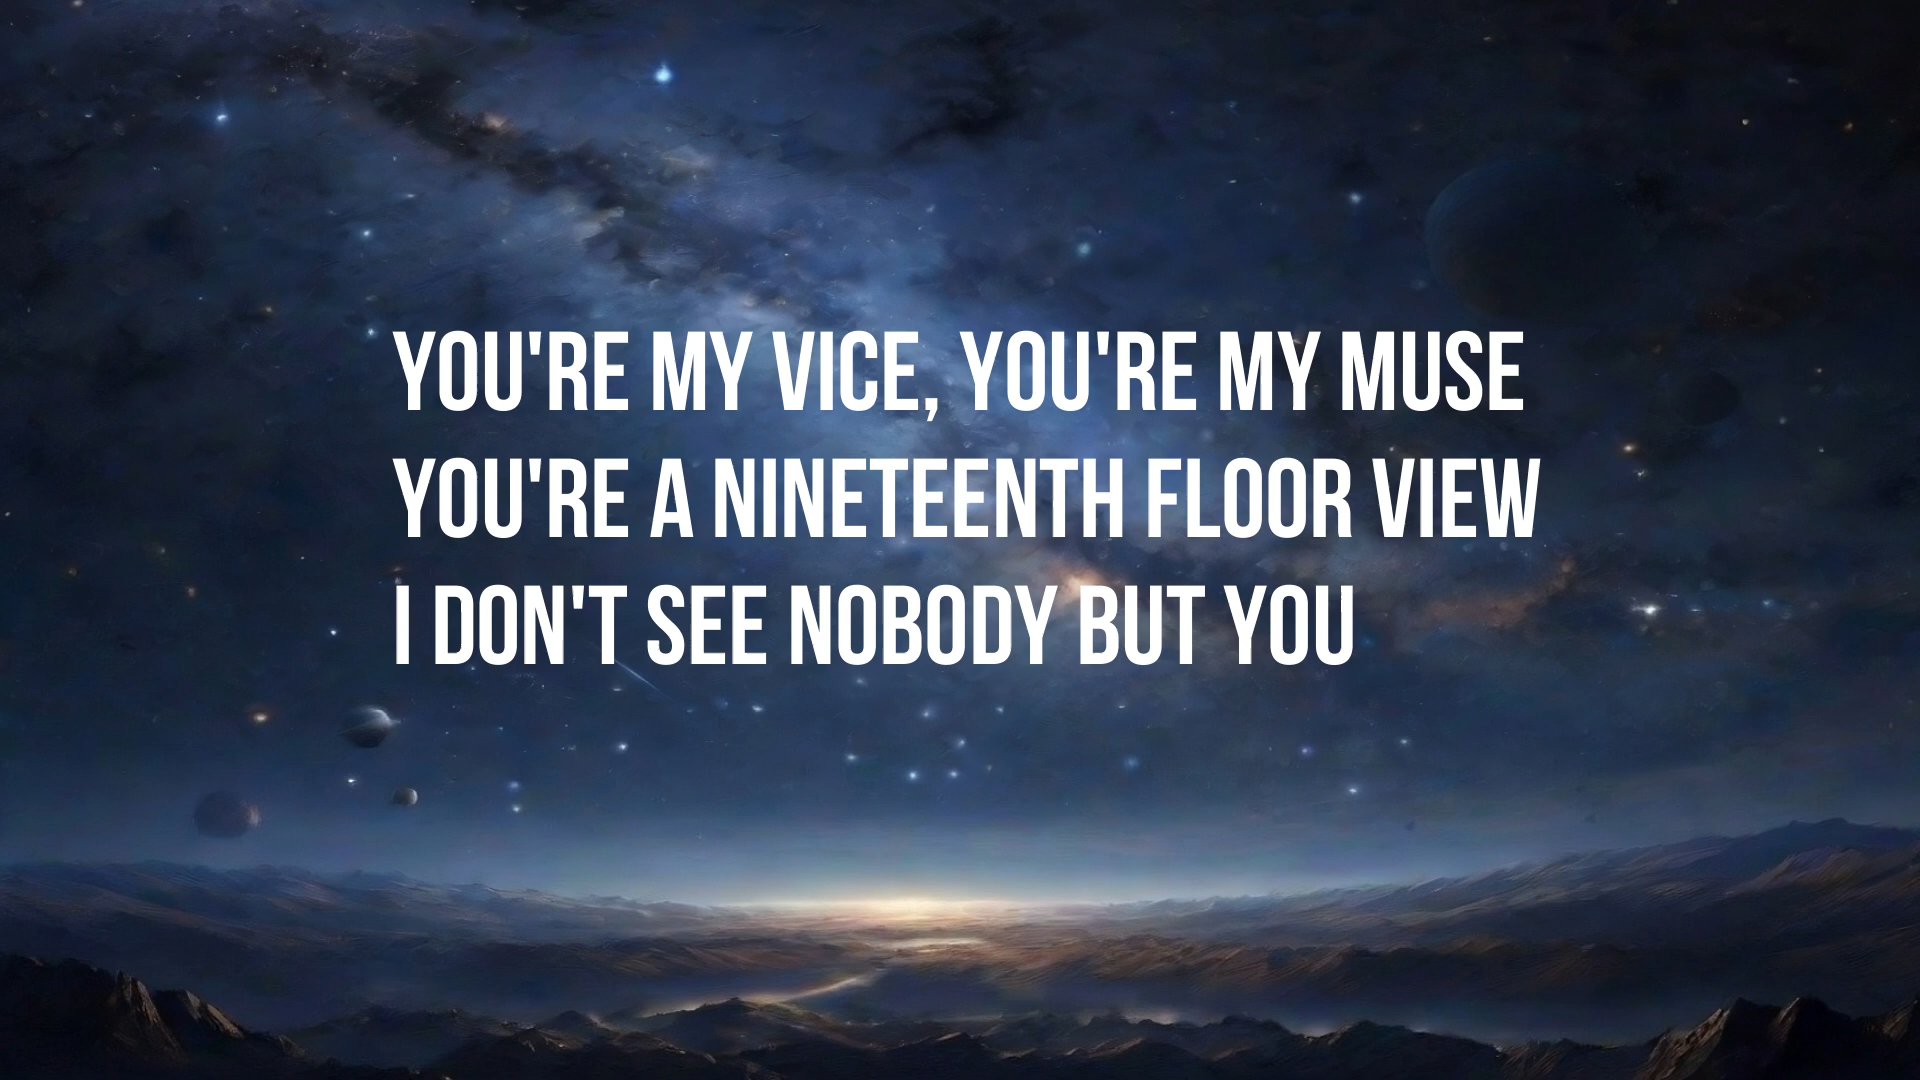 YOU'RE MY VICE, YOU'RE MY MUSE
YOU'RE A NINETEENTH FLOOR VIEW
I DON'T SEE NOBODY BUT YOU